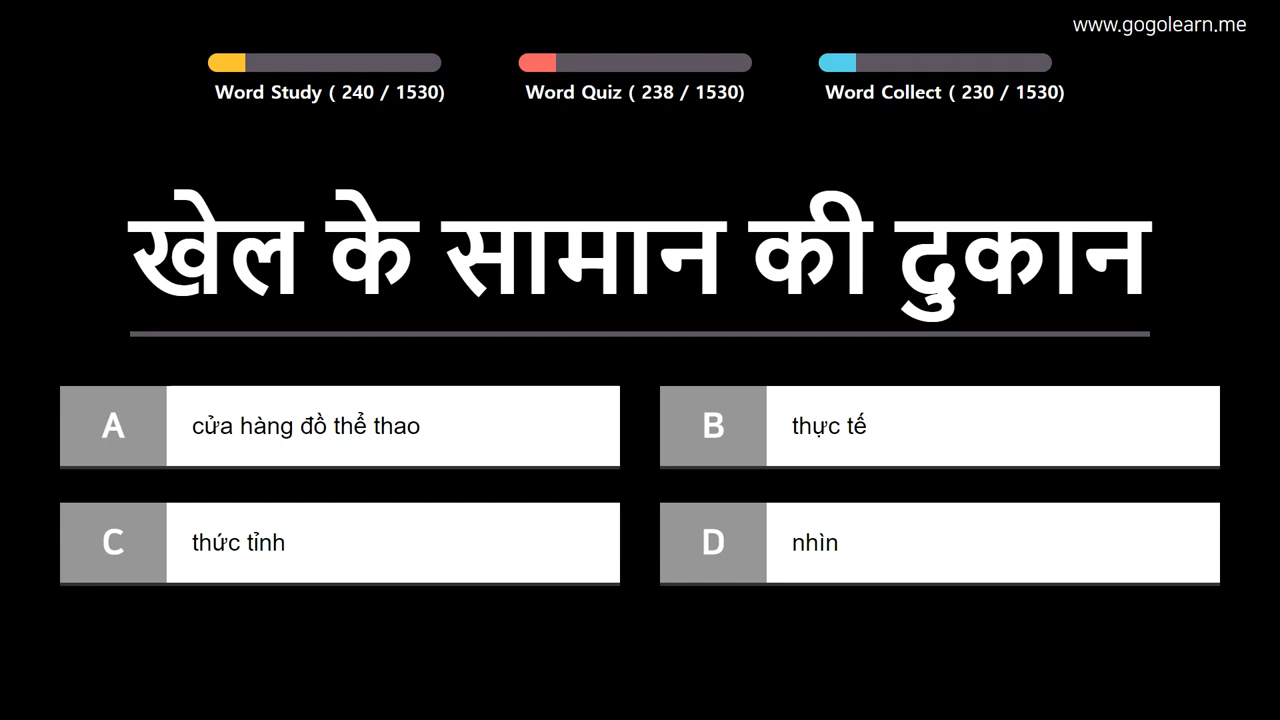 www.gogolearn.me
Word Study ( 240 / 1530)
Word Quiz ( 238 / 1530)
Word Collect ( 230 / 1530)
खेल के सामान की दुकान
A
cửa hàng đồ thể thao
B
thực tế
C
thức tỉnh
D
nhìn